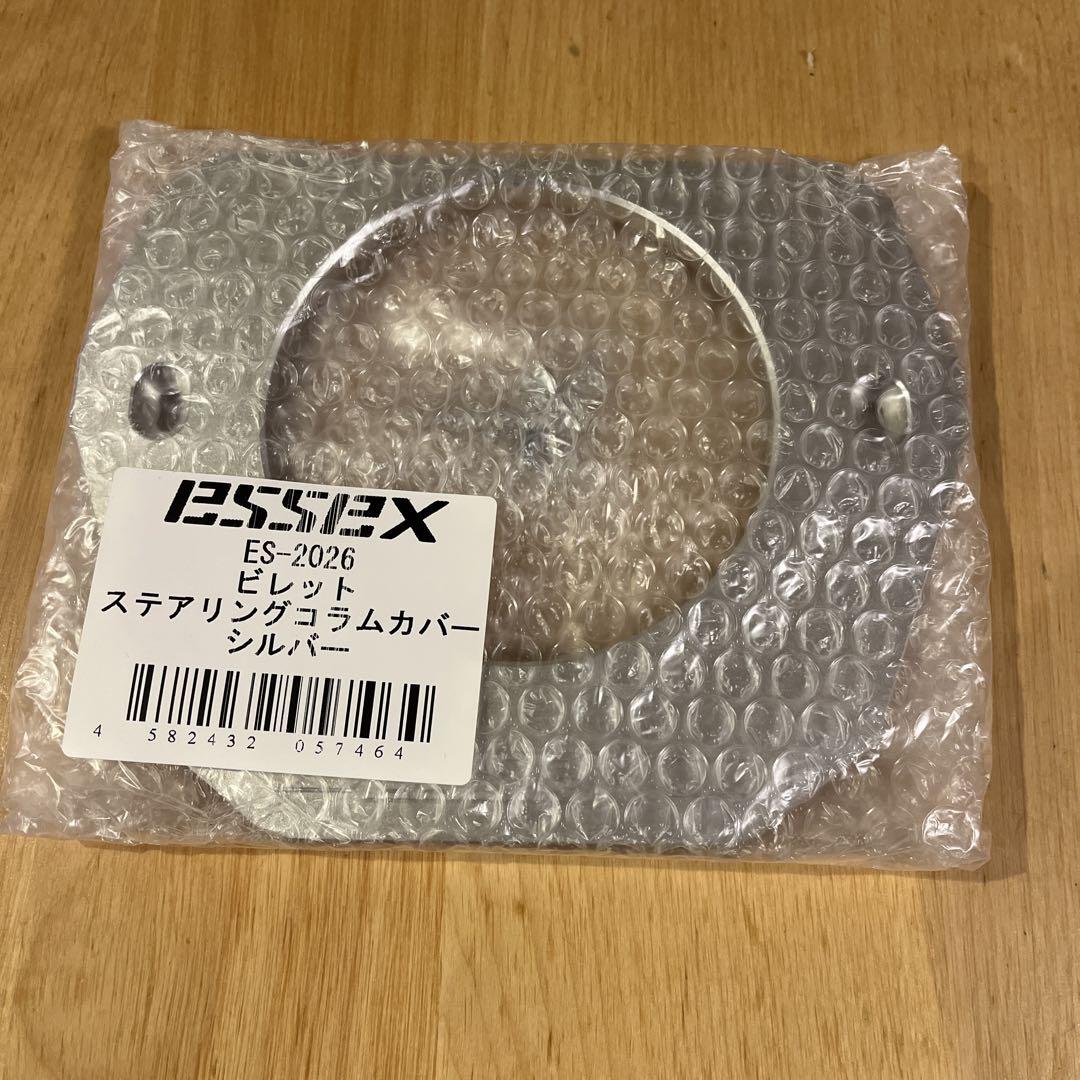 essex
ES-2026
ビレット
ステアリングコラムカバー
シルバー
4 582432 057464